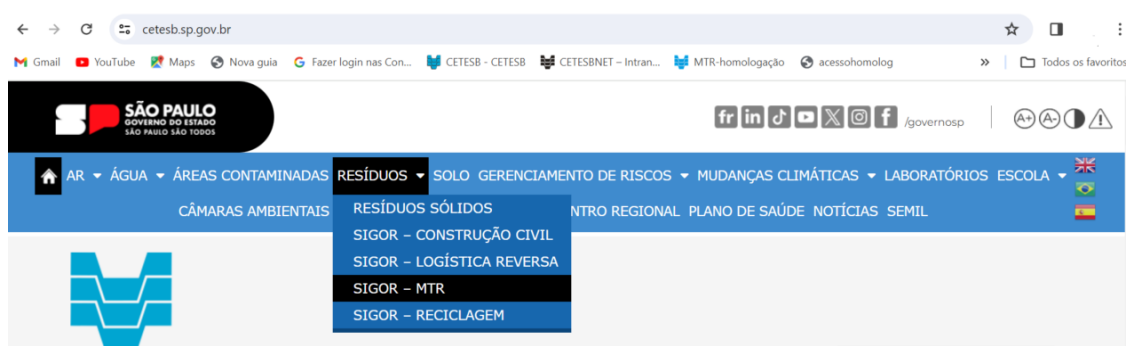 cetesb.sp.gov.br
Gmail YouTube Maps Nova guia Fazer login nas Con... CETESB - CETESB CETESBNET – Intran... MTR-homologação acessohomolog » Todos os favoritos
SÃO PAULO
GOVERNO DO ESTADO
SÃO PAULO SÃO TODOS
/governosp A+ A-
AR ÁGUA ÁREAS CONTAMINADAS RESÍDUOS SOLO GERENCIAMENTO DE RISCOS MUDANÇAS CLIMÁTICAS LABORATÓRIOS ESCOLA
CÂMARAS AMBIENTAIS NTRO REGIONAL PLANO DE SAÚDE NOTÍCIAS SEMIL
RESÍDUOS SÓLIDOS
SIGOR – CONSTRUÇÃO CIVIL
SIGOR – LOGÍSTICA REVERSA
SIGOR – MTR
SIGOR – RECICLAGEM